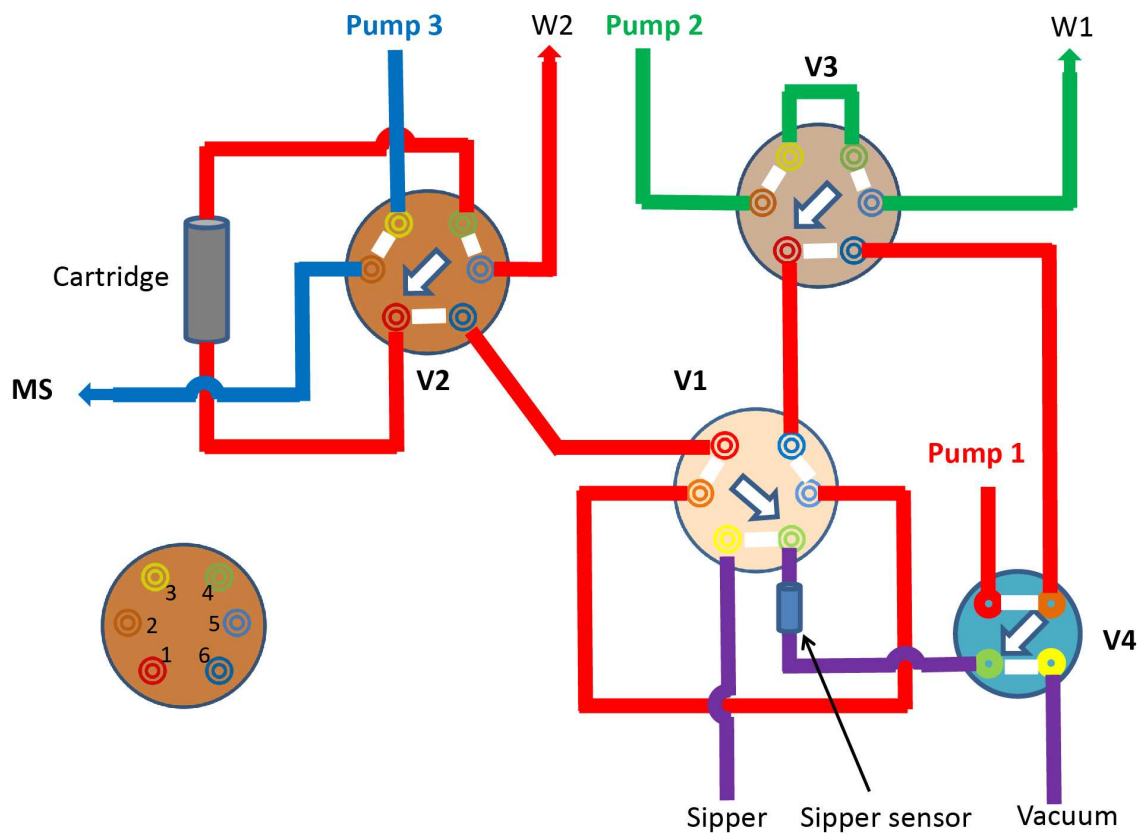 Pump 3
W2
Pump 2
W1
V3
Cartridge
MS
V2
V1
Pump 1
3 4
2 5
1 6
V4
Sipper
Sipper sensor
Vacuum